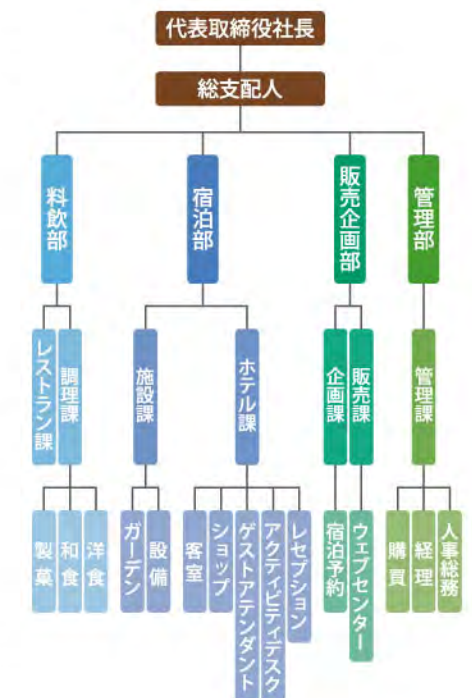 代表取締役社長
総支配人
料飲部
宿泊部
販売企画部
管理部
レストラン課
調理課
施設課
ホテル課
企画課
販売課
管理課
製菓
和食
洋食
ガーデン
設備
客室
ショップ
ゲストアテンダント
アクティビティデスク
レセプション
宿泊予約
ウェブセンター
購買
経理
人事総務